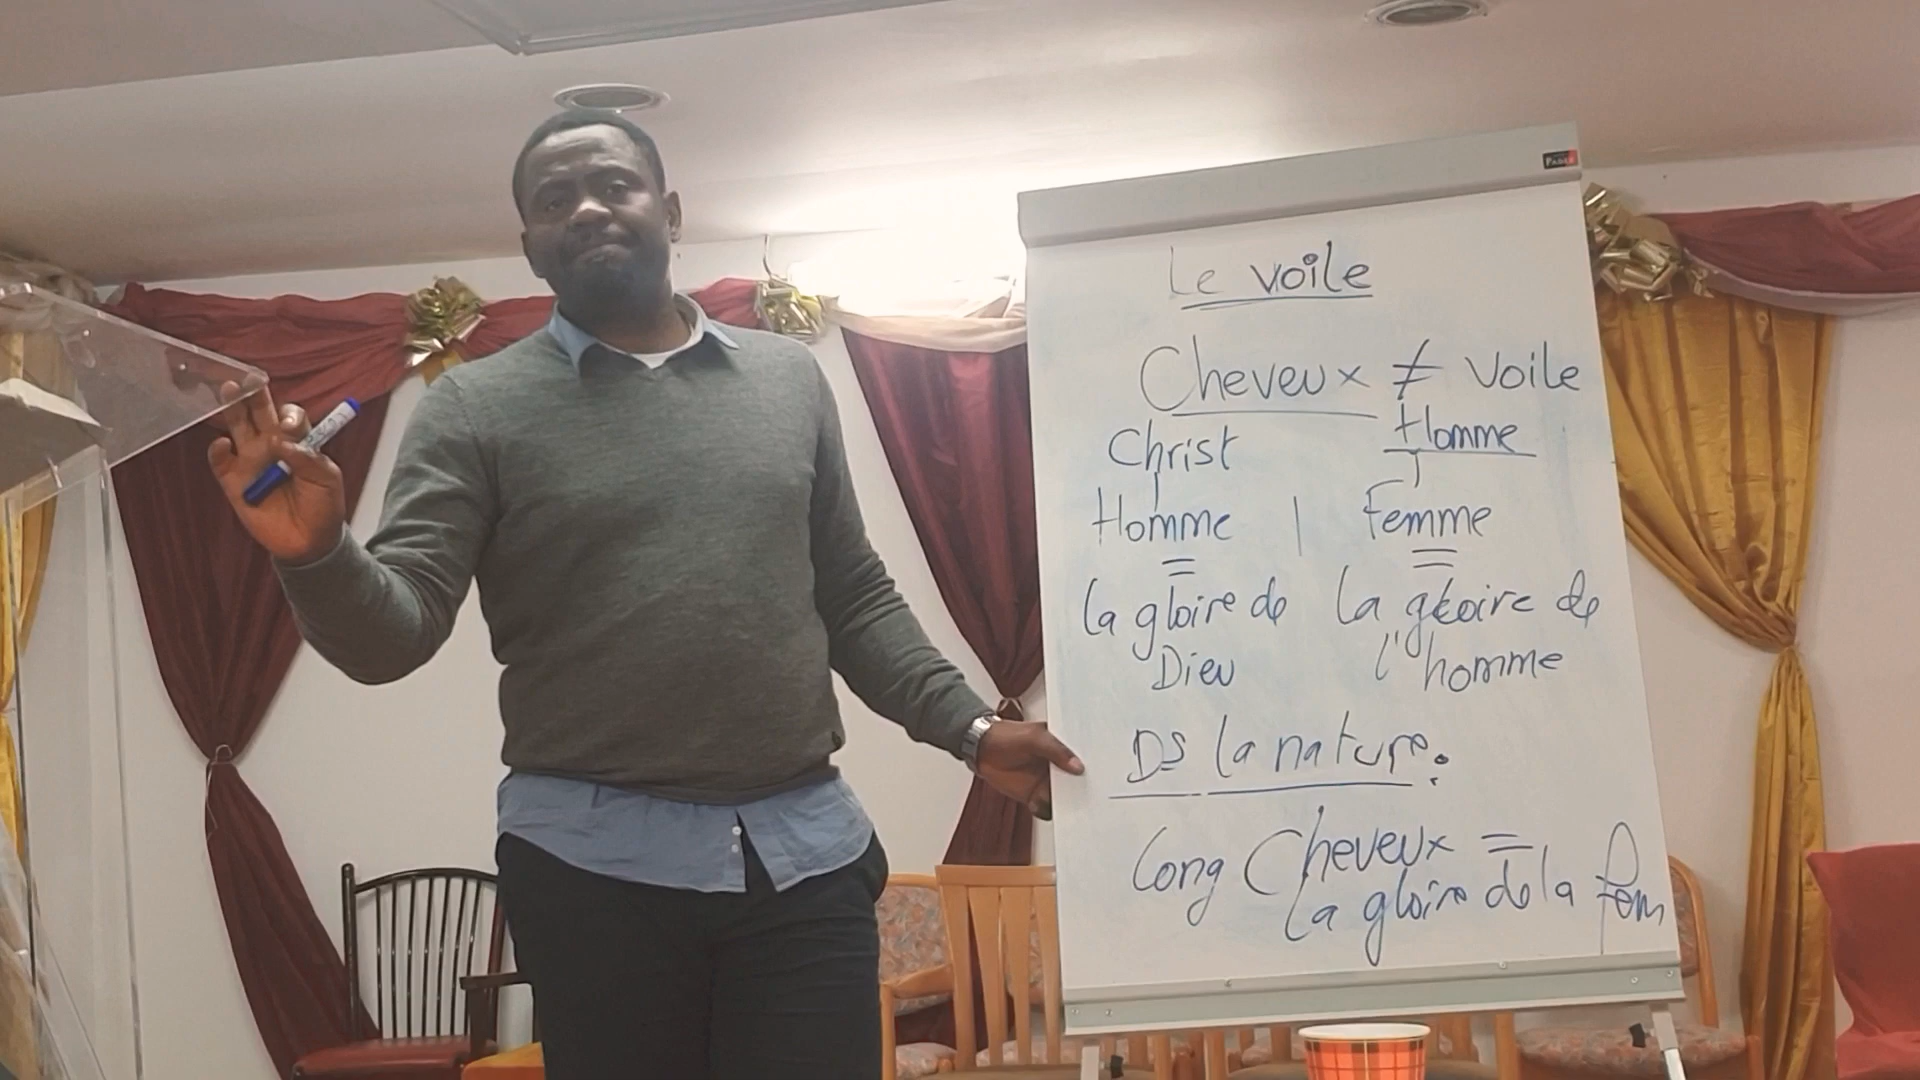 Le voile
Cheveux ≠ voile
Christ Homme
Homme | Femme
= =
la gloire de la gloire de
Dieu l'homme
Ds la nature:
long Cheveux =
la gloire de la fem